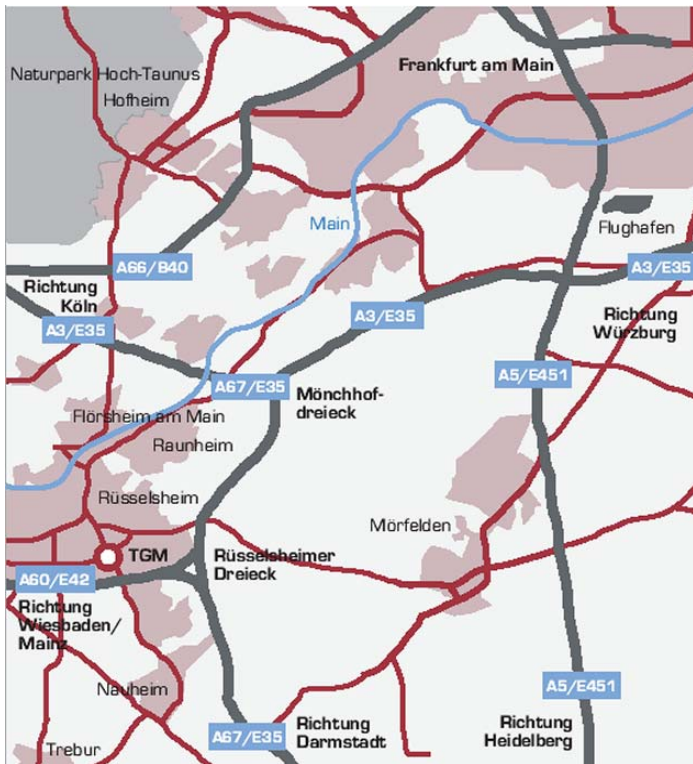 Frankfurt am Main
Naturpark Hoch-Taunus
Hofheim
Main
Flughafen
A66/B40
A3/E35
Richtung
Köln
A3/E35
A3/E35
Richtung
Würzburg
A67/E35
Mönchhof-
dreieck
A5/E451
Flörsheim am Main
Raunheim
Rüsselsheim
Mörfelden
TGM
Rüsselsheimer
Dreieck
A60/E42
Richtung
Wiesbaden/
Mainz
Nauheim
A5/E451
Trebur
A67/E35
Richtung
Darmstadt
Richtung
Heidelberg